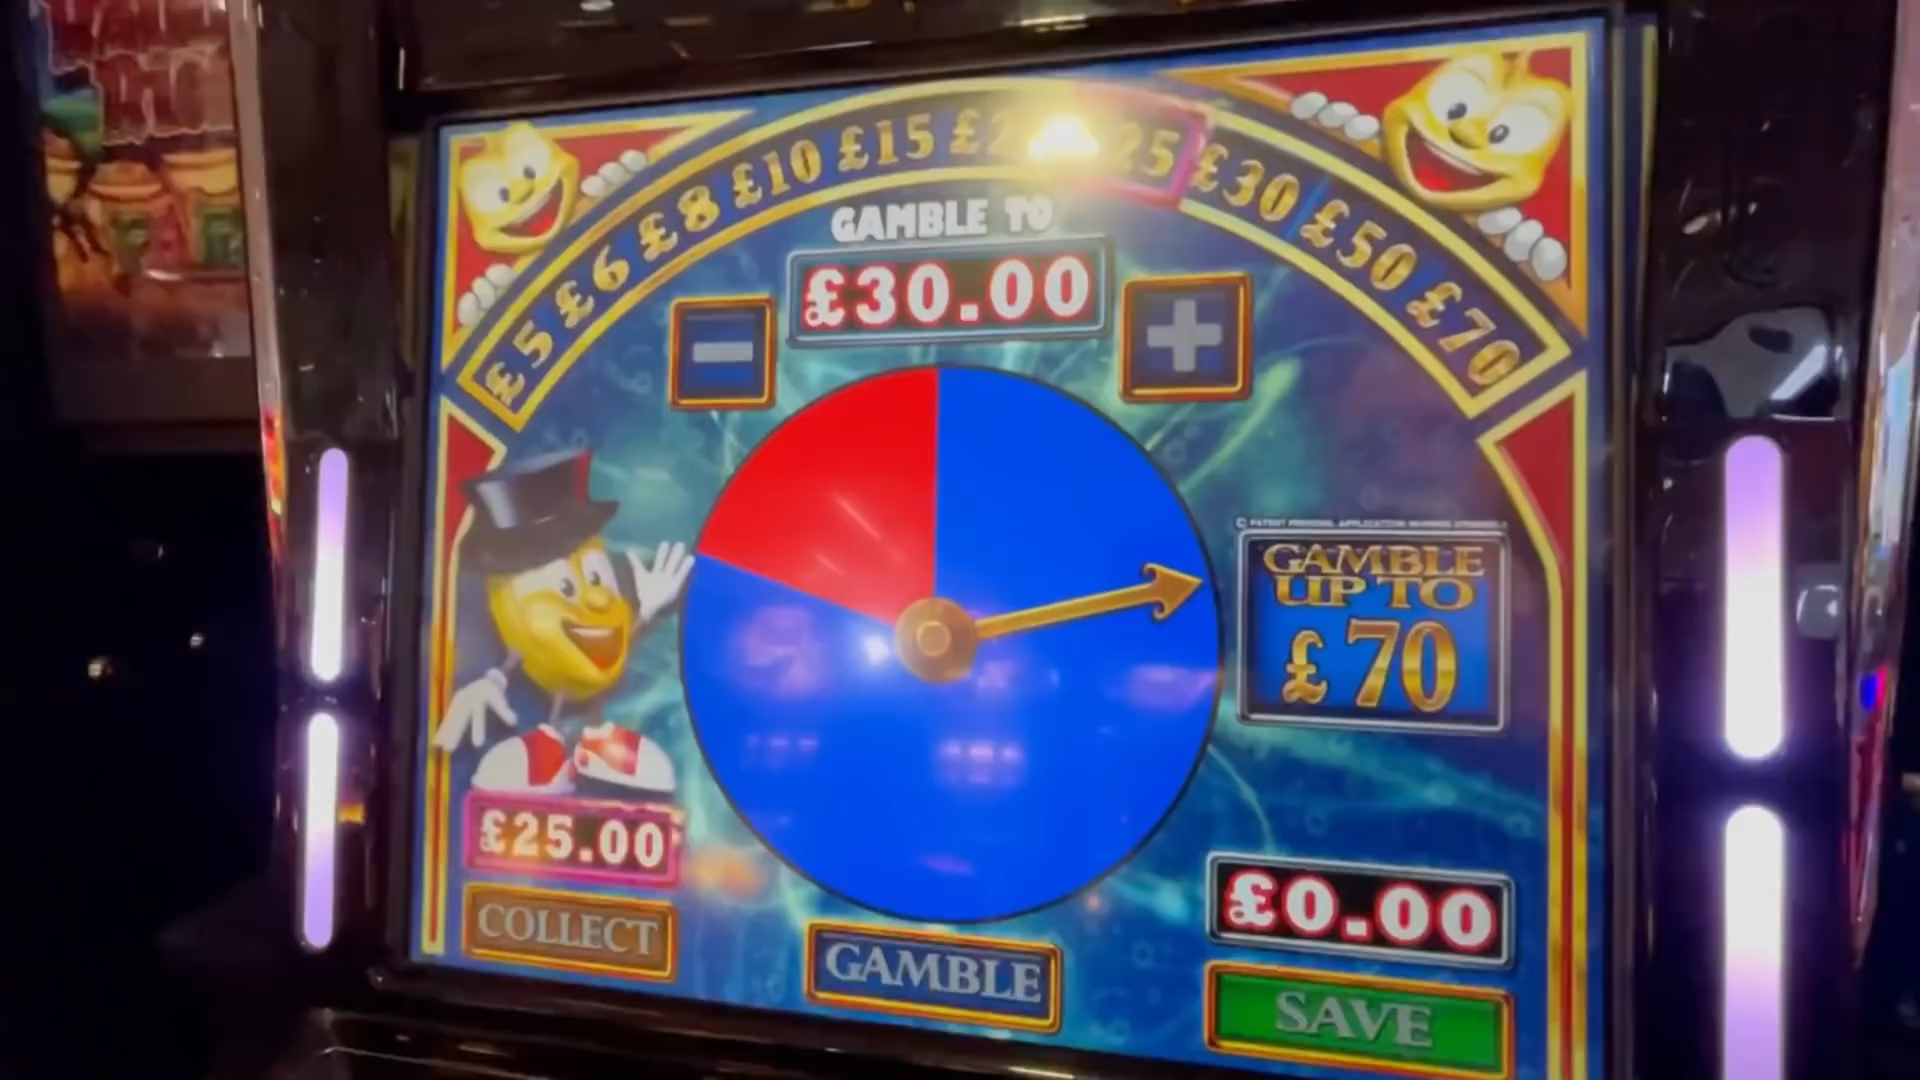 £5 £6 £8 £10 £15 £2 25 £30 £50 £70
GAMBLE TO
£30.00
GAMBLE
UP TO
£70
£25.00
COLLECT
GAMBLE
£0.00
SAVE